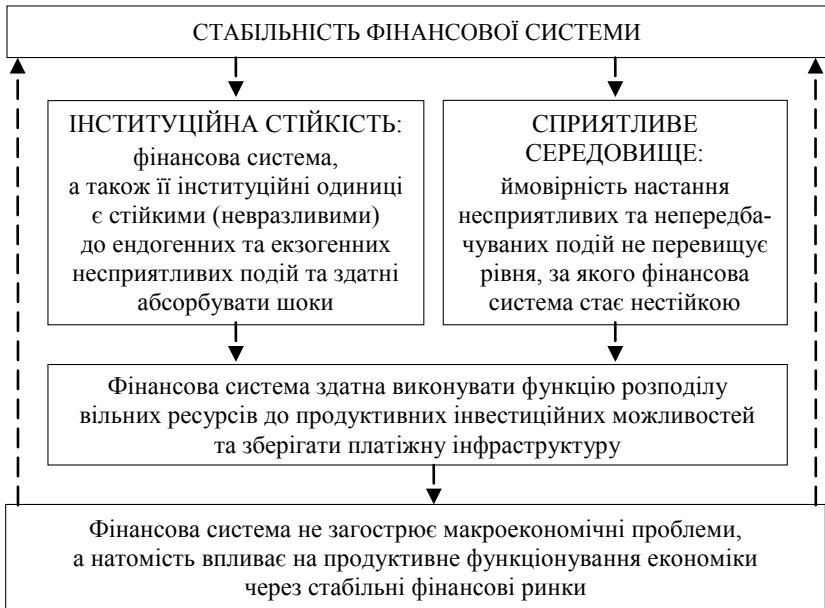 СТАБІЛЬНІСТЬ ФІНАНСОВОЇ СИСТЕМИ
ІНСТИТУЦІЙНА СТІЙКІСТЬ:
фінансова система,
а також її інституційні одиниці
є стійкими (невразливими)
до ендогенних та екзогенних
несприятливих подій та здатні
абсорбувати шоки
СПРИЯТЛИВЕ
СЕРЕДОВИЩЕ:
ймовірність настання
несприятливих та непередба-
чуваних подій не перевищує
рівня, за якого фінансова
система стає нестійкою
Фінансова система здатна виконувати функцію розподілу
вільних ресурсів до продуктивних інвестиційних можливостей
та зберігати платіжну інфраструктуру
Фінансова система не загострює макроекономічні проблеми,
а натомість впливає на продуктивне функціонування економіки
через стабільні фінансові ринки